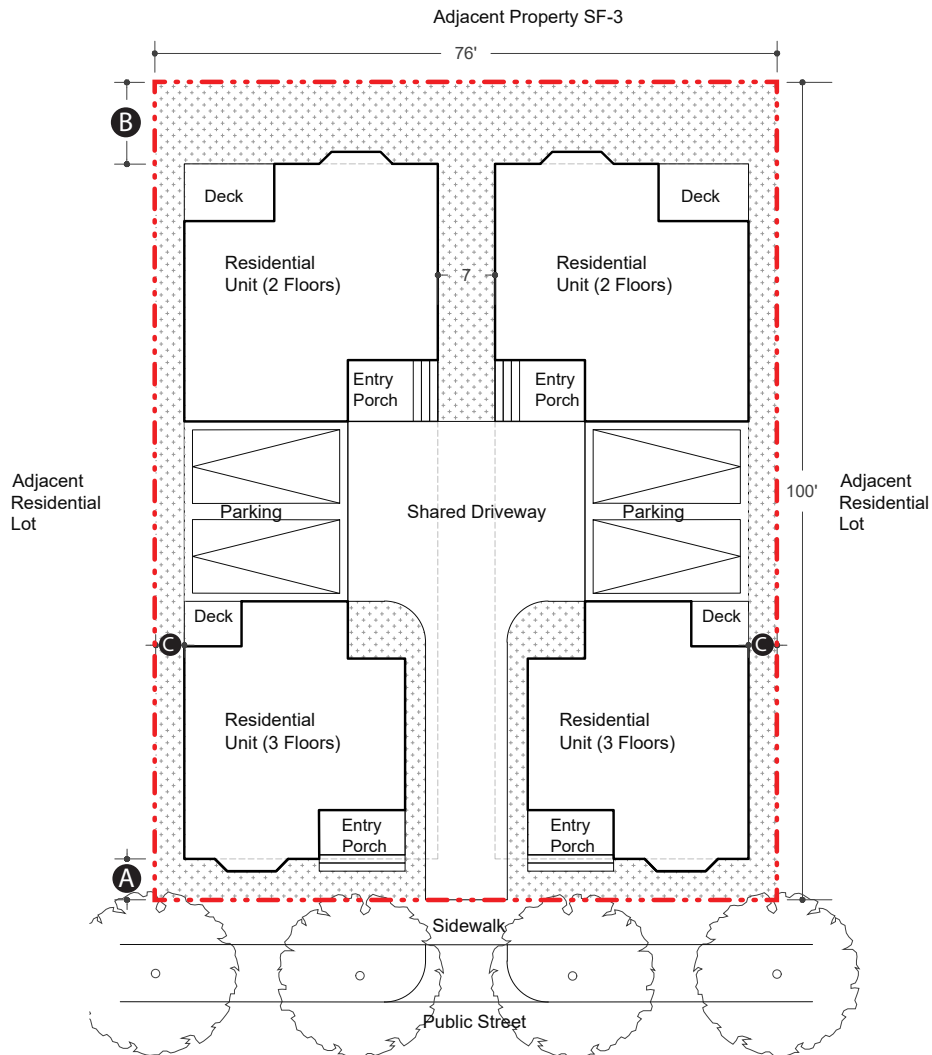 Adjacent Property SF-3
76'
B
Deck
Deck
Residential
Unit (2 Floors)
7
Residential
Unit (2 Floors)
Entry
Porch
Entry
Porch
Adjacent
Residential
Lot
Parking
Shared Driveway
Parking
100'
Adjacent
Residential
Lot
Deck
Deck
C
C
Residential
Unit (3 Floors)
Residential
Unit (3 Floors)
Entry
Porch
Entry
Porch
A
Sidewalk
Public Street